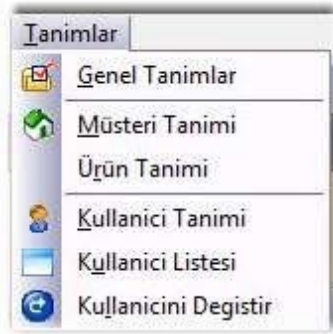 Tanimlar
Genel Tanimlar
Müsteri Tanimi
Ürün Tanimi
Kullanici Tanimi
Kullanici Listesi
Kullanicini Degistir